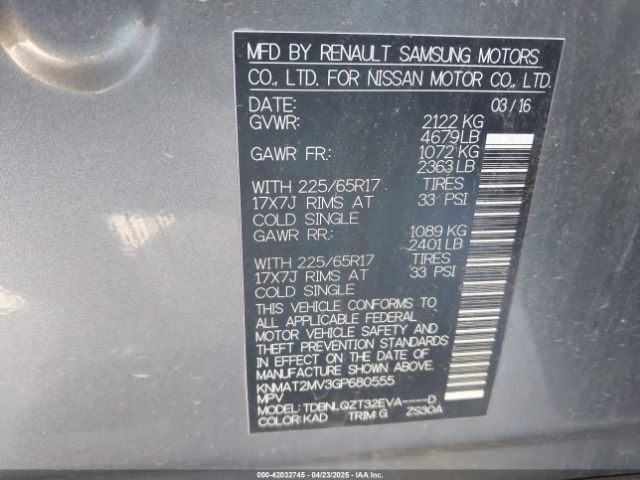 MFD BY RENAULT SAMSUNG MOTORS
CO., LTD. FOR NISSAN MOTOR CO., LTD.
DATE: 03/16
GVWR: 2122 KG
4679 LB
GAWR FR.: 1072 KG
2363 LB
WITH 225/65R17 TIRES
17X7J RIMS AT 33 PSI
COLD SINGLE
GAWR RR.: 1089 KG
2401 LB
WITH 225/65R17 TIRES
17X7J RIMS AT 33 PSI
COLD SINGLE
THIS VEHICLE CONFORMS TO
ALL APPLICABLE FEDERAL
MOTOR VEHICLE SAFETY AND
THEFT PREVENTION STANDARDS
IN EFFECT ON THE DATE OF
MANUFACTURE SHOWN ABOVE.
KNMAT2MV3GP680555
MPV
MODEL: TDBNLQZT32EVA----D
COLOR: KAD TRIM: G ZS30A
000-42032745 - 04/23/2025 - IAA Inc.